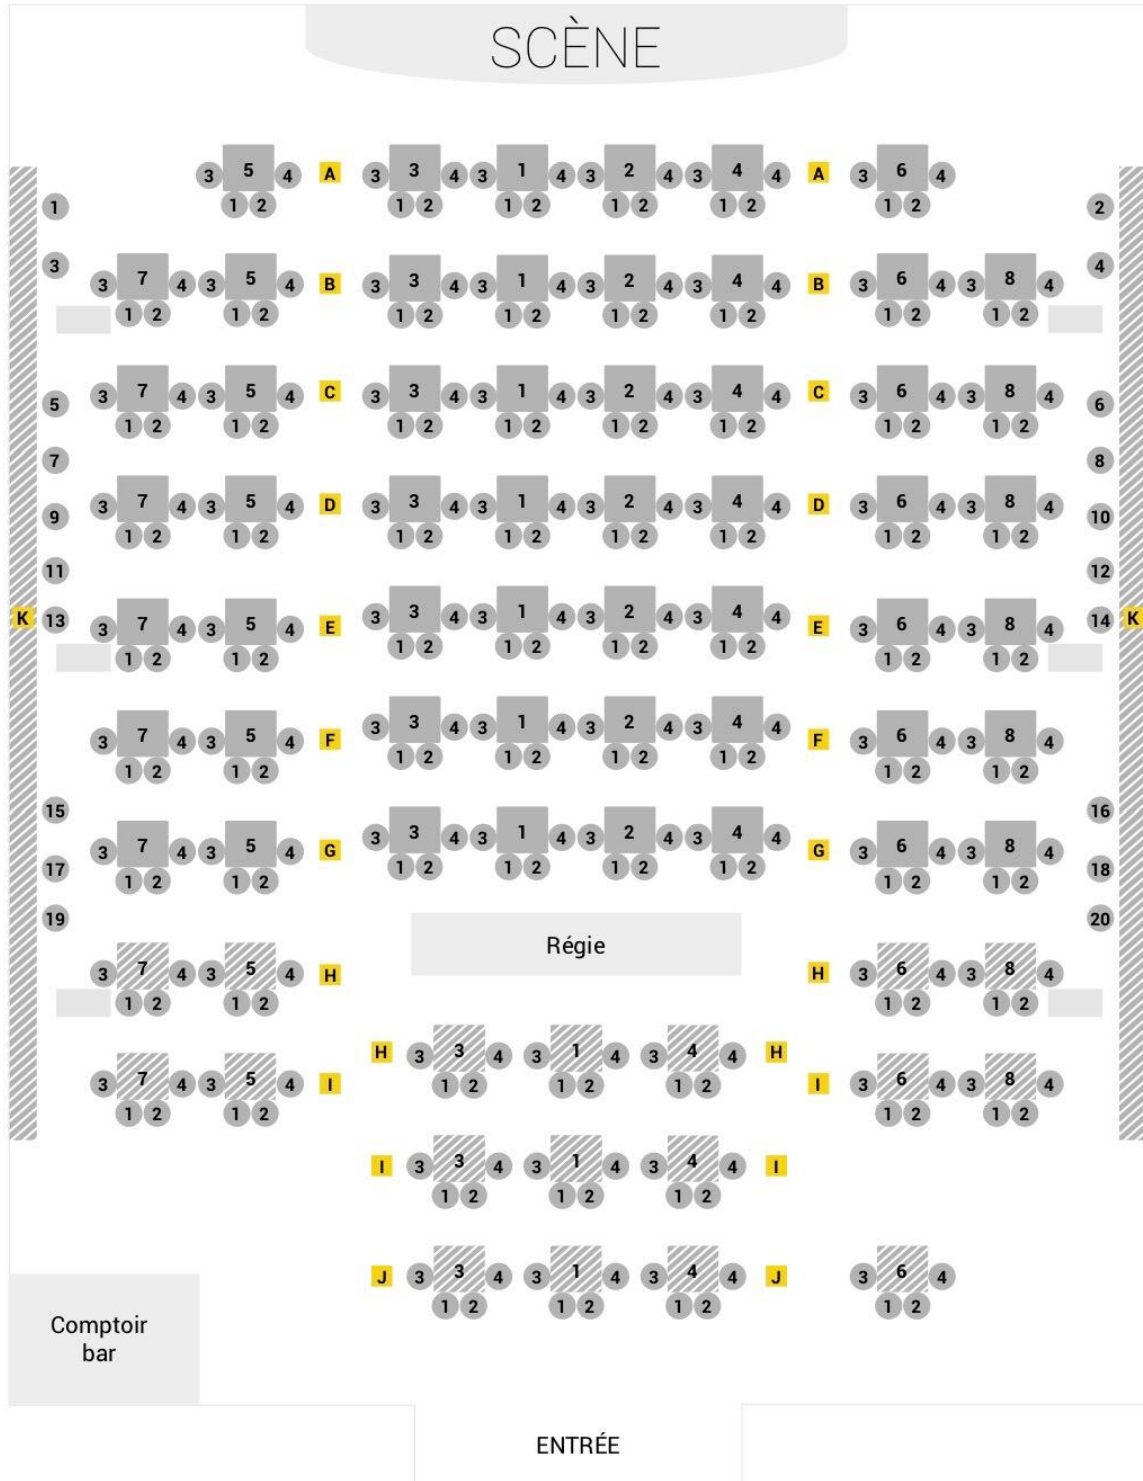 SCÈNE
5 A 3 1 2 4 A 6
3 4 3 4 3 4 3 4 3 4 3 4
1 2 1 2 1 2 1 2 1 2 1 2
1 2
3 4
7 5 B 3 1 2 4 B 6 8
3 4 3 4 3 4 3 4 3 4 3 4 3 4 3 4
1 2 1 2 1 2 1 2 1 2 1 2 1 2 1 2
7 5 C 3 1 2 4 C 6 8
3 4 3 4 3 4 3 4 3 4 3 4 3 4 3 4
5 6
1 2 1 2 1 2 1 2 1 2 1 2 1 2 1 2
7 8
7 5 D 3 1 2 4 D 6 8
3 4 3 4 3 4 3 4 3 4 3 4 3 4 3 4
9 10
1 2 1 2 1 2 1 2 1 2 1 2 1 2 1 2
11 12
K 13 14 K
7 5 E 3 1 2 4 E 6 8
3 4 3 4 3 4 3 4 3 4 3 4 3 4 3 4
1 2 1 2 1 2 1 2 1 2 1 2 1 2 1 2
7 5 F 3 1 2 4 F 6 8
3 4 3 4 3 4 3 4 3 4 3 4 3 4 3 4
1 2 1 2 1 2 1 2 1 2 1 2 1 2 1 2
15 16
7 5 G 3 1 2 4 G 6 8
3 4 3 4 3 4 3 4 3 4 3 4 3 4 3 4
17 18
1 2 1 2 1 2 1 2 1 2 1 2 1 2 1 2
19 20
Régie
7 5 H H 6 8
3 4 3 4 3 4 3 4
1 2 1 2 1 2 1 2
H 3 1 4 H
3 4 3 4 3 4
1 2 1 2 1 2
7 5 I I 6 8
3 4 3 4 3 4 3 4
1 2 1 2 1 2 1 2
I 3 1 4 I
3 4 3 4 3 4
1 2 1 2 1 2
J 3 1 4 J 6
3 4 3 4 3 4 3 4
1 2 1 2 1 2 1 2
Comptoir
bar
ENTRÉE